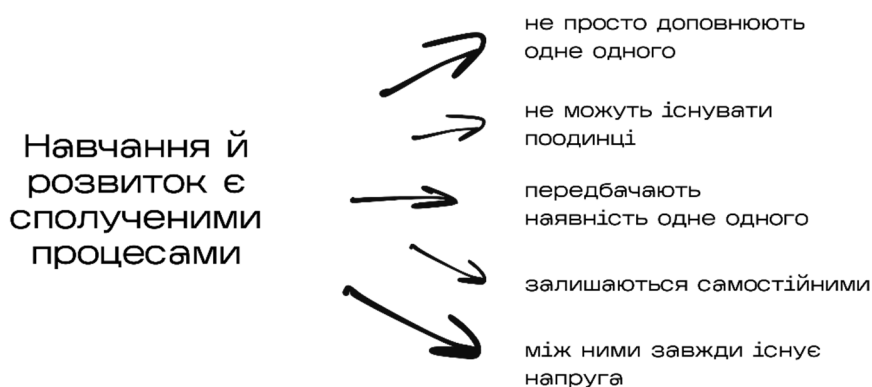 Навчання й
розвиток є
сполученими
процесами
не просто доповнюють
одне одного
не можуть існувати
поодинці
передбачають
наявність одне одного
залишаються самостійними
між ними завжди існує
напруга